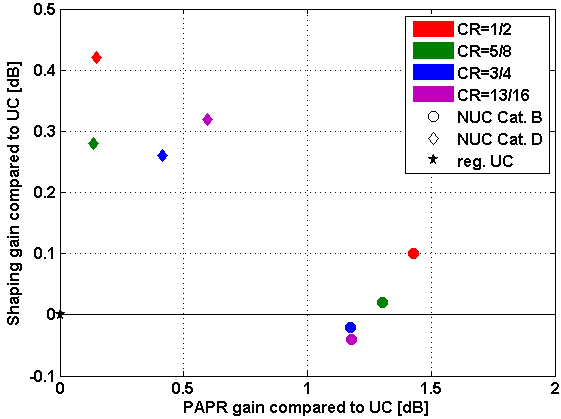 0.5
0.4
0.3
0.2
0.1
0
-0.1
Shaping gain compared to UC [dB]
CR=1/2
CR=5/8
CR=3/4
CR=13/16
NUC Cat. B
NUC Cat. D
reg. UC
0 0.5 1 1.5 2
PAPR gain compared to UC [dB]